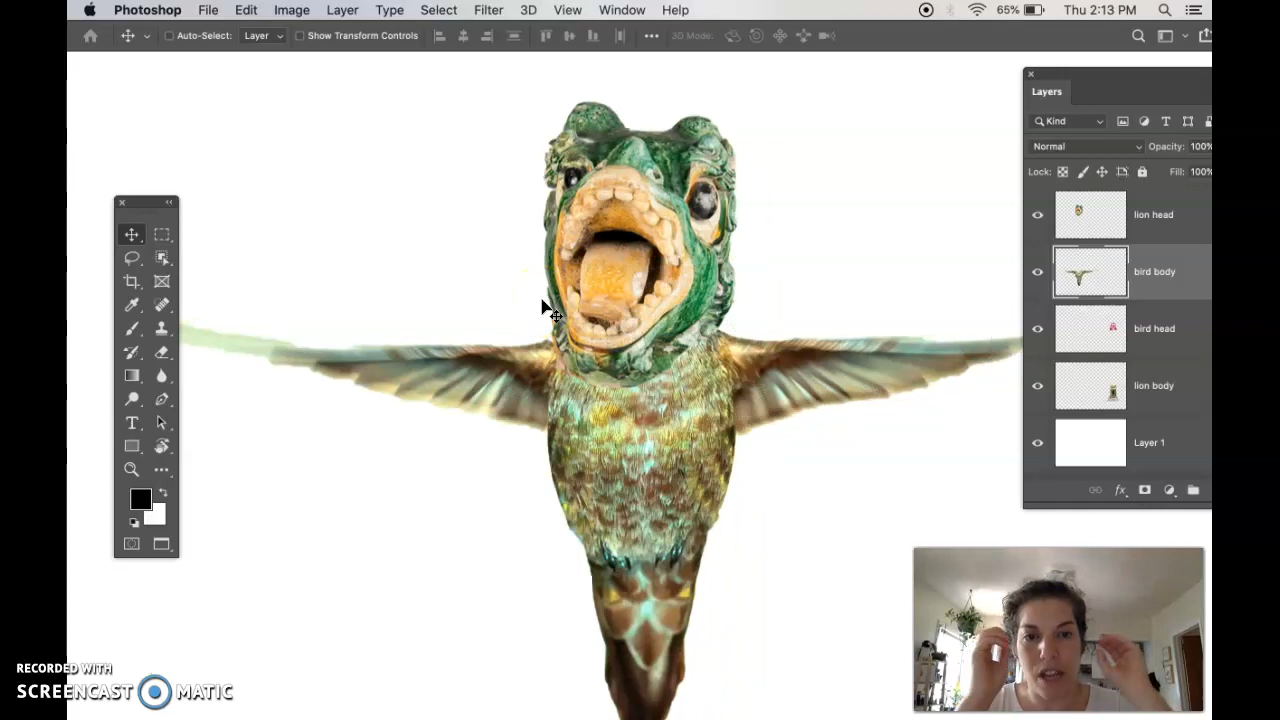 Photoshop File Edit Image Layer Type Select Filter 3D View Window Help 65% Thu 2:13 PM
Auto-Select: Layer Show Transform Controls 3D Mode:
Layers
Kind
Normal Opacity: 100%
Lock: Fill: 100%
lion head
bird body
bird head
lion body
Layer 1
fx
RECORDED WITH
SCREENCAST MATIC